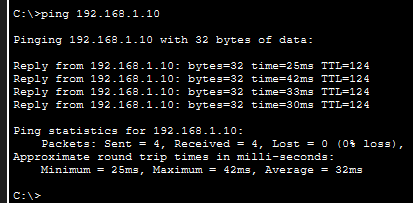 C:\>ping 192.168.1.10
Pinging 192.168.1.10 with 32 bytes of data:
Reply from 192.168.1.10: bytes=32 time=25ms TTL=124
Reply from 192.168.1.10: bytes=32 time=42ms TTL=124
Reply from 192.168.1.10: bytes=32 time=33ms TTL=124
Reply from 192.168.1.10: bytes=32 time=30ms TTL=124
Ping statistics for 192.168.1.10:
    Packets: Sent = 4, Received = 4, Lost = 0 (0% loss),
Approximate round trip times in milli-seconds:
    Minimum = 25ms, Maximum = 42ms, Average = 32ms
C:\>